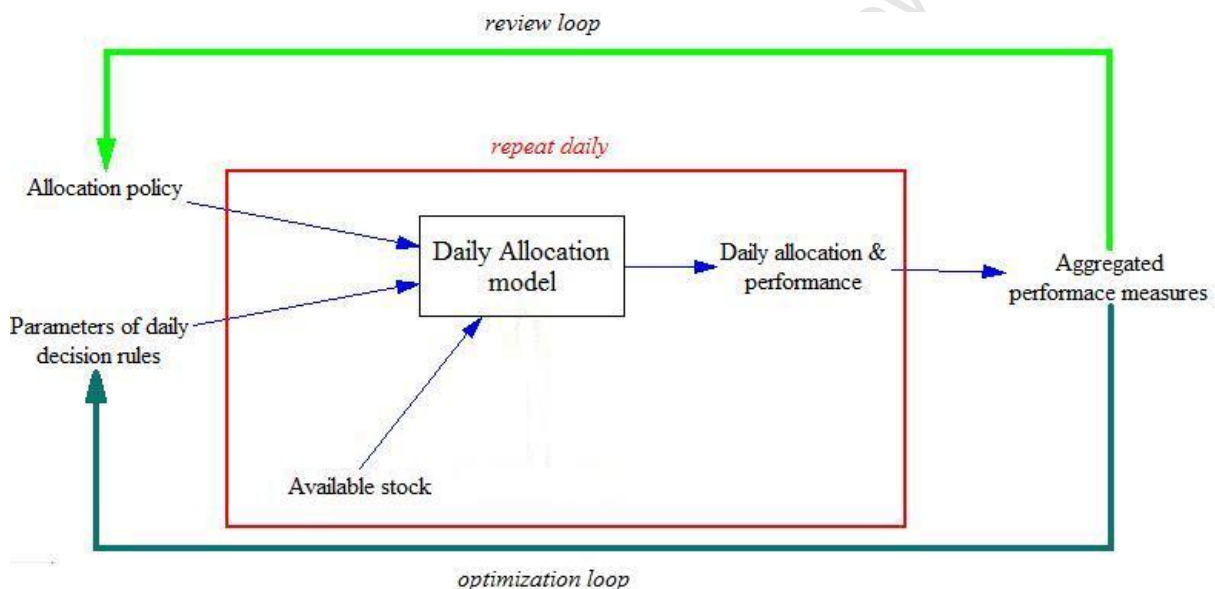 review loop
repeat daily
Allocation policy
Daily Allocation
model
Daily allocation &
performance
Aggregated
performace measures
Parameters of daily
decision rules
Available stock
optimization loop